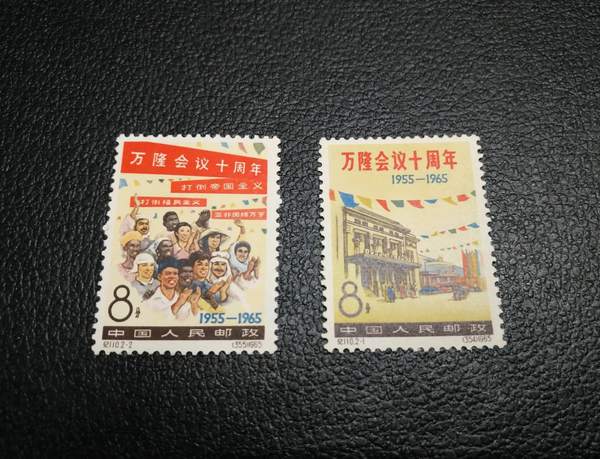 万隆会议十周年
打倒帝国主义
打倒殖民主义
亚非团结万岁
8分
1955—1965
中国人民邮政
纪110.2-2 (355)1965
万隆会议十周年
1955-1965
8分
中国人民邮政
纪110.2-1 (354)1965